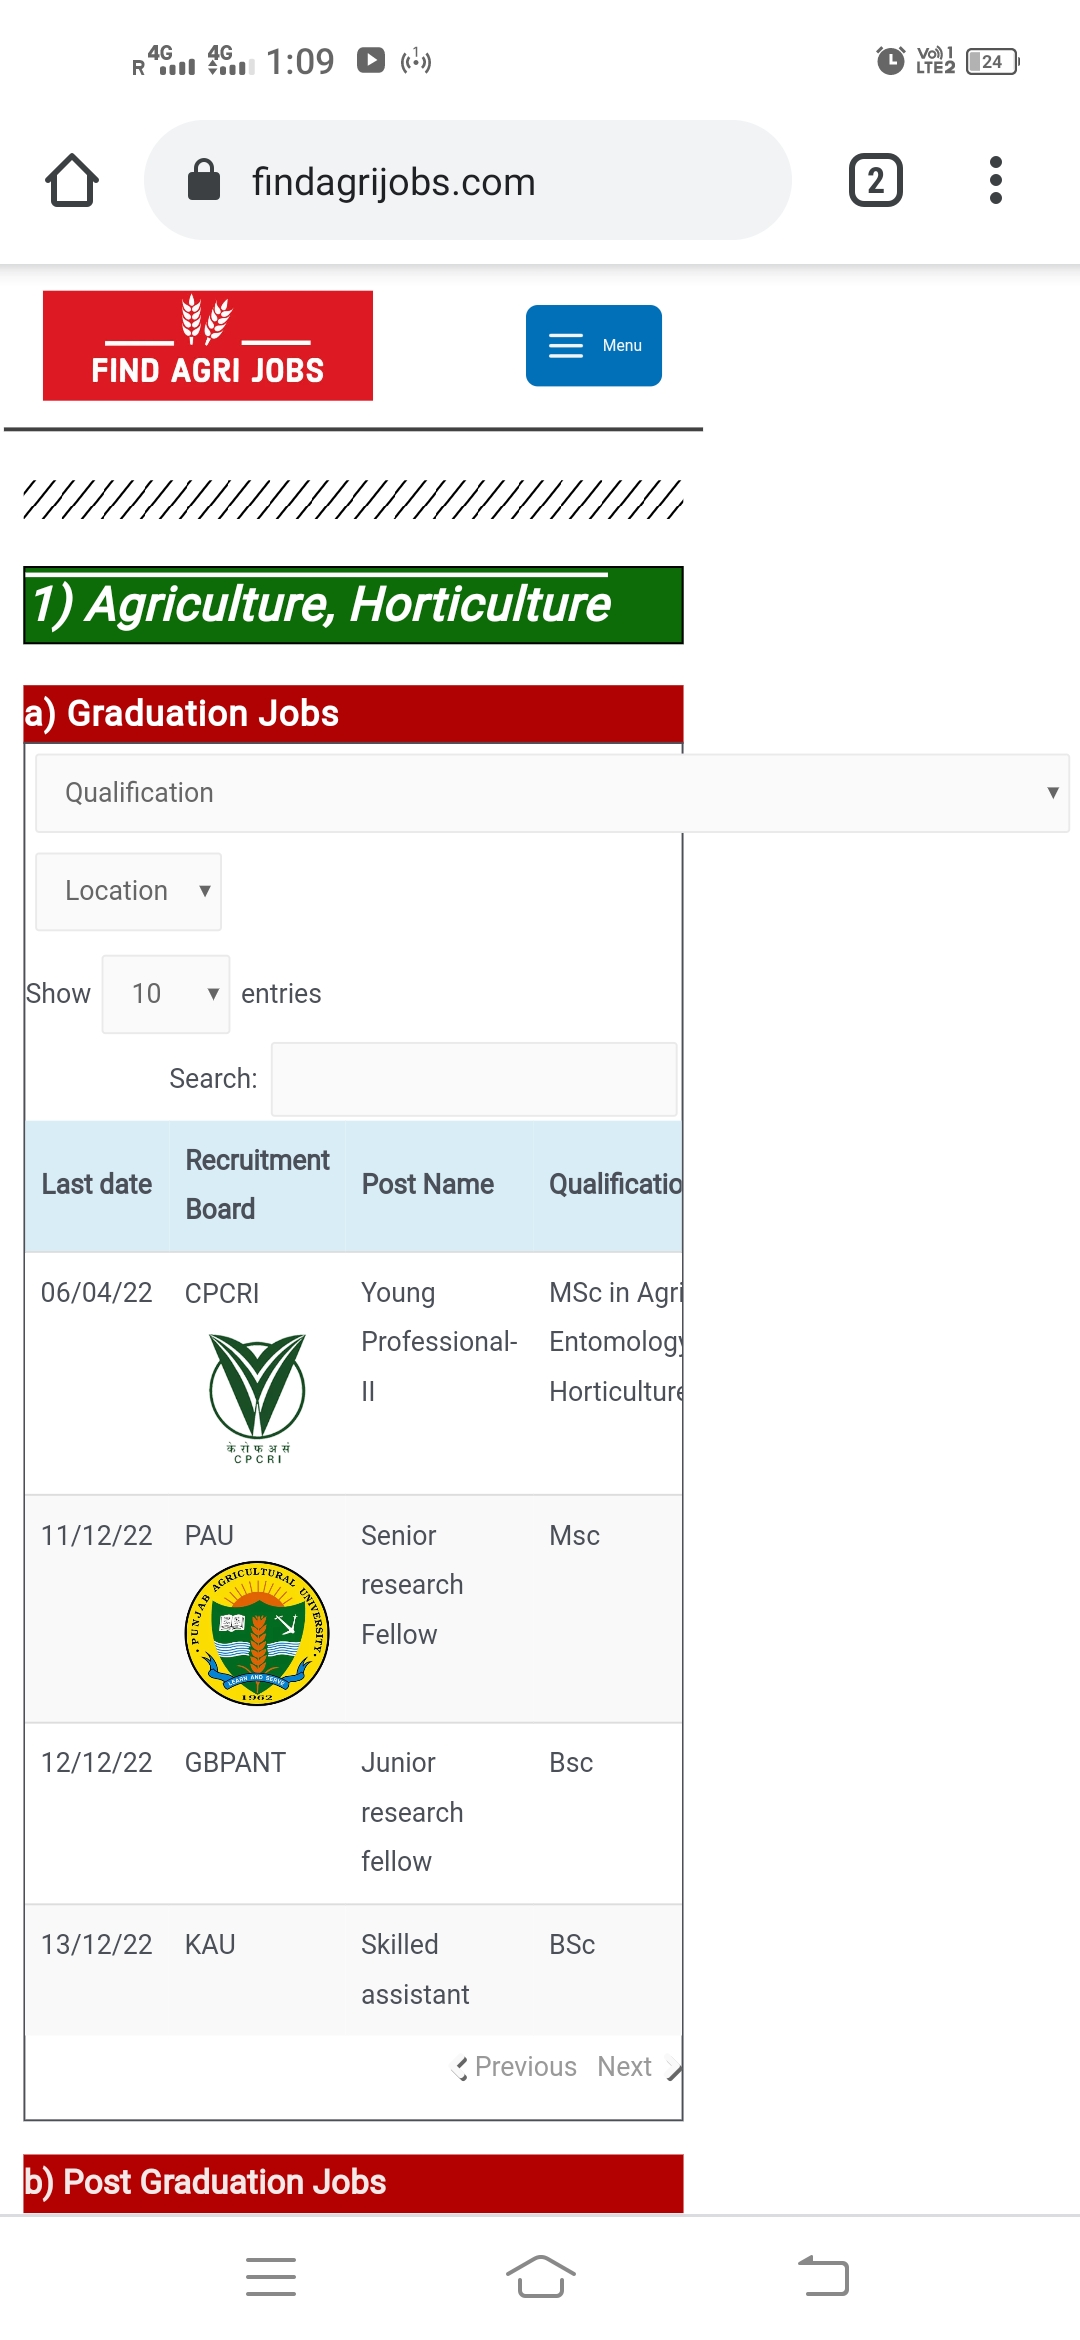 R 4G 4G 1:09 1 Vo)) 1 LTE2 24
findagrijobs.com
2
FIND AGRI JOBS
Menu
1) Agriculture, Horticulture
a) Graduation Jobs
Qualification
Location
Show 10 entries
Search:
Last date Recruitment Board Post Name Qualificatio
06/04/22 CPCRI Young MSc in Agri
Professional- Entomology
II Horticulture
के रो फ अ सं
CPCRI
11/12/22 PAU Senior Msc
research
Fellow
PUNJAB AGRICULTURAL UNIVERSITY
LEARN AND SERVE
1962
12/12/22 GBPANT Junior Bsc
research
fellow
13/12/22 KAU Skilled BSc
assistant
Previous Next
b) Post Graduation Jobs